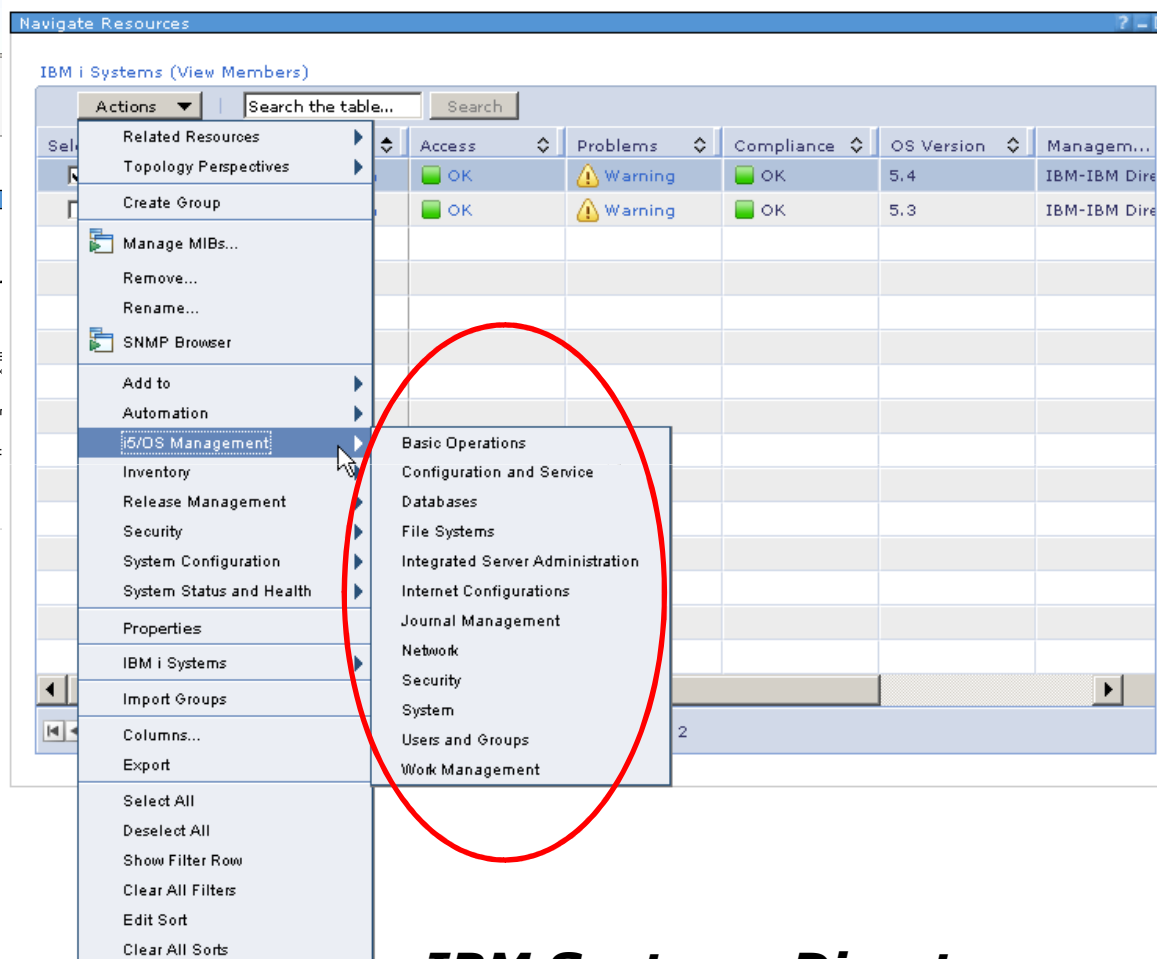 Navigate Resources ? –
IBM i Systems (View Members)
Actions Search the table... Search
Access Problems Compliance OS Version Managem...
OK Warning OK 5.4 IBM-IBM Dire
OK Warning OK 5.3 IBM-IBM Dire
Related Resources
Topology Perspectives
Create Group
Manage MIBs...
Remove...
Rename...
SNMP Browser
Add to
Automation
i5/OS Management
Inventory
Release Management
Security
System Configuration
System Status and Health
Properties
IBM i Systems
Import Groups
Columns...
Export
Select All
Deselect All
Show Filter Row
Clear All Filters
Edit Sort
Clear All Sorts
Basic Operations
Configuration and Service
Databases
File Systems
Integrated Server Administration
Internet Configurations
Journal Management
Network
Security
System
Users and Groups
Work Management
2